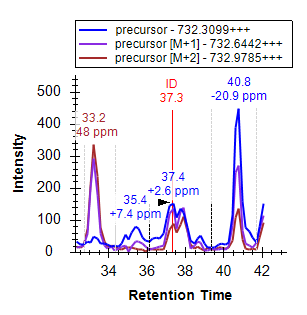 precursor - 732.3099+++
precursor [M+1] - 732.6442+++
precursor [M+2] - 732.9785+++
ID
37.3
40.8
-20.9 ppm
33.2
48 ppm
37.4
+2.6 ppm
35.4
+7.4 ppm
Intensity
500
400
300
200
100
0
34 36 38 40 42
Retention Time